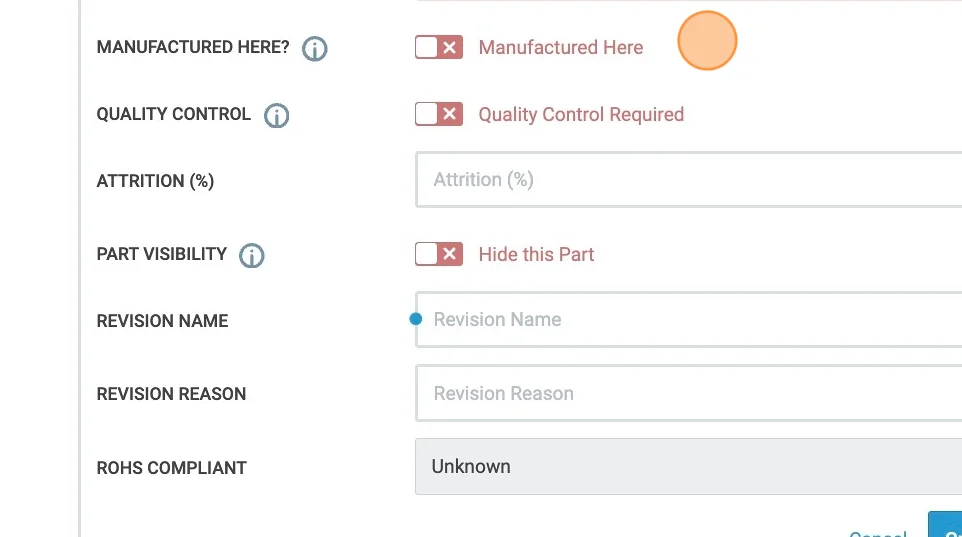 MANUFACTURED HERE? Manufactured Here
QUALITY CONTROL Quality Control Required
ATTRITION (%) Attrition (%)
PART VISIBILITY Hide this Part
REVISION NAME Revision Name
REVISION REASON Revision Reason
ROHS COMPLIANT Unknown
Cancel